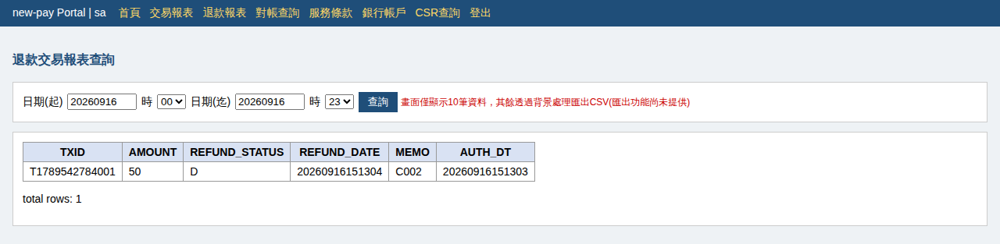 new-pay Portal | sa 首頁 交易報表 退款報表 對帳查詢 服務條款 銀行帳戶 CSR查詢 登出
退款交易報表查詢
日期(起) 20260916 時 00 日期(迄) 20260916 時 23 查詢 畫面僅顯示10筆資料，其餘透過背景處理匯出CSV(匯出功能尚未提供)
TXID AMOUNT REFUND_STATUS REFUND_DATE MEMO AUTH_DT
T1789542784001 50 D 20260916151304 C002 20260916151303
total rows: 1